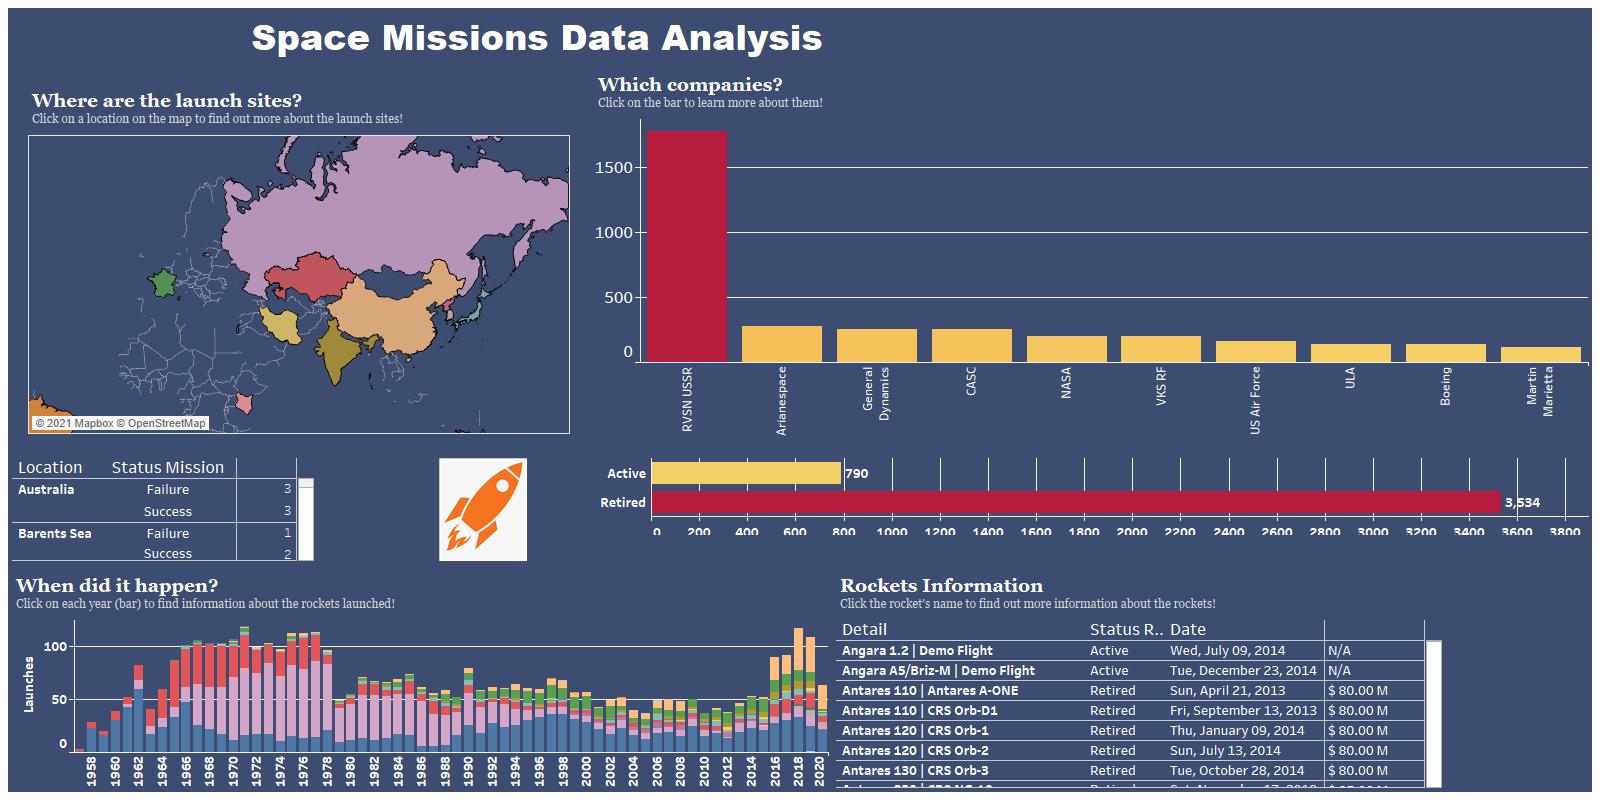 Space Missions Data Analysis
Where are the launch sites?
Click on a location on the map to find out more about the launch sites!
© 2021 Mapbox © OpenStreetMap
Which companies?
Click on the bar to learn more about them!
1500
1000
500
0
RVSN USSR
Arianespace
General
Dynamics
CASC
NASA
VKS RF
US Air Force
ULA
Boeing
Martin
Marietta
Location Status Mission
Australia Failure 3
Success 3
Barents Sea Failure 1
Success 2
Active 790
Retired 3,534
0 200 400 600 800 1000 1200 1400 1600 1800 2000 2200 2400 2600 2800 3000 3200 3400 3600 3800
When did it happen?
Click on each year (bar) to find information about the rockets launched!
Launches
100
50
0
1958 1960 1962 1964 1966 1968 1970 1972 1974 1976 1978 1980 1982 1984 1986 1988 1990 1992 1994 1996 1998 2000 2002 2004 2006 2008 2010 2012 2014 2016 2018 2020
Rockets Information
Click the rocket's name to find out more information about the rockets!
Detail Status R.. Date
Angara 1.2 | Demo Flight Active Wed, July 09, 2014 N/A
Angara A5/Briz-M | Demo Flight Active Tue, December 23, 2014 N/A
Antares 110 | Antares A-ONE Retired Sun, April 21, 2013 $ 80.00 M
Antares 110 | CRS Orb-D1 Retired Fri, September 13, 2013 $ 80.00 M
Antares 120 | CRS Orb-1 Retired Thu, January 09, 2014 $ 80.00 M
Antares 120 | CRS Orb-2 Retired Sun, July 13, 2014 $ 80.00 M
Antares 130 | CRS Orb-3 Retired Tue, October 28, 2014 $ 80.00 M